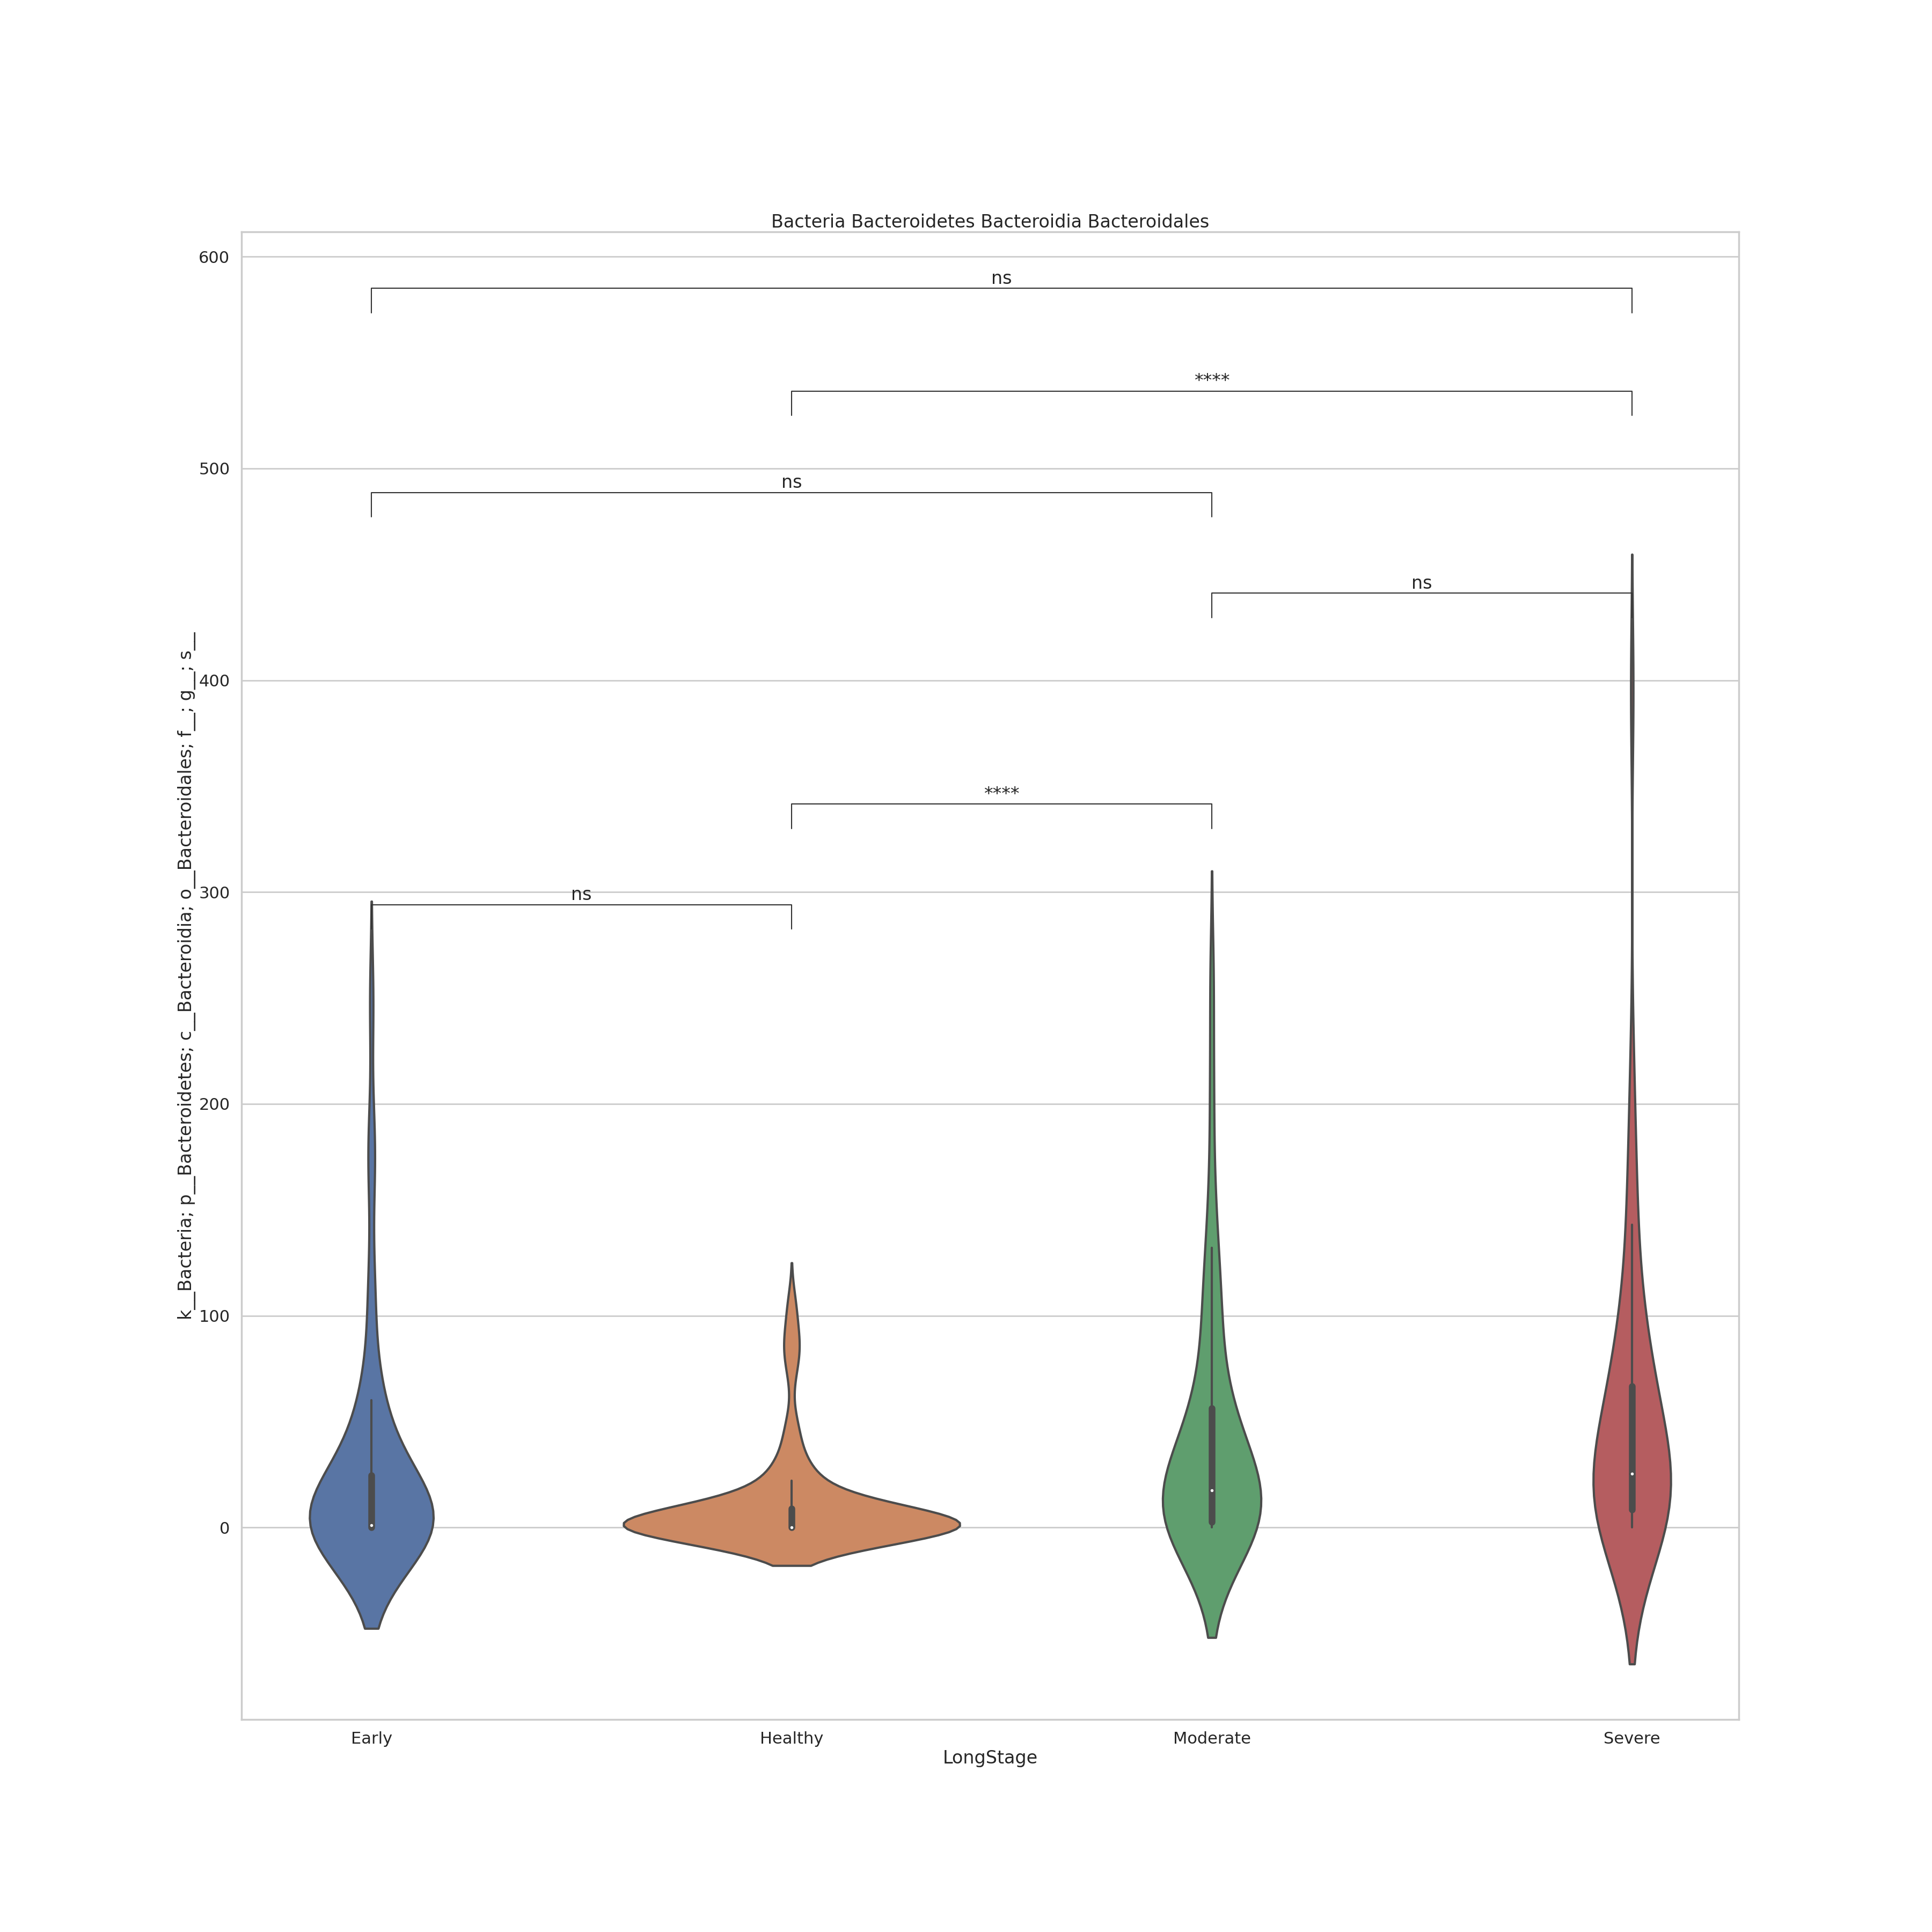 Bacteria Bacteroidetes Bacteroidia Bacteroidales
k__Bacteria; p__Bacteroidetes; c__Bacteroidia; o__Bacteroidales; f__; g__; s__
600
500
400
300
200
100
0
ns
****
ns
ns
****
ns
Early
Healthy
Moderate
Severe
LongStage